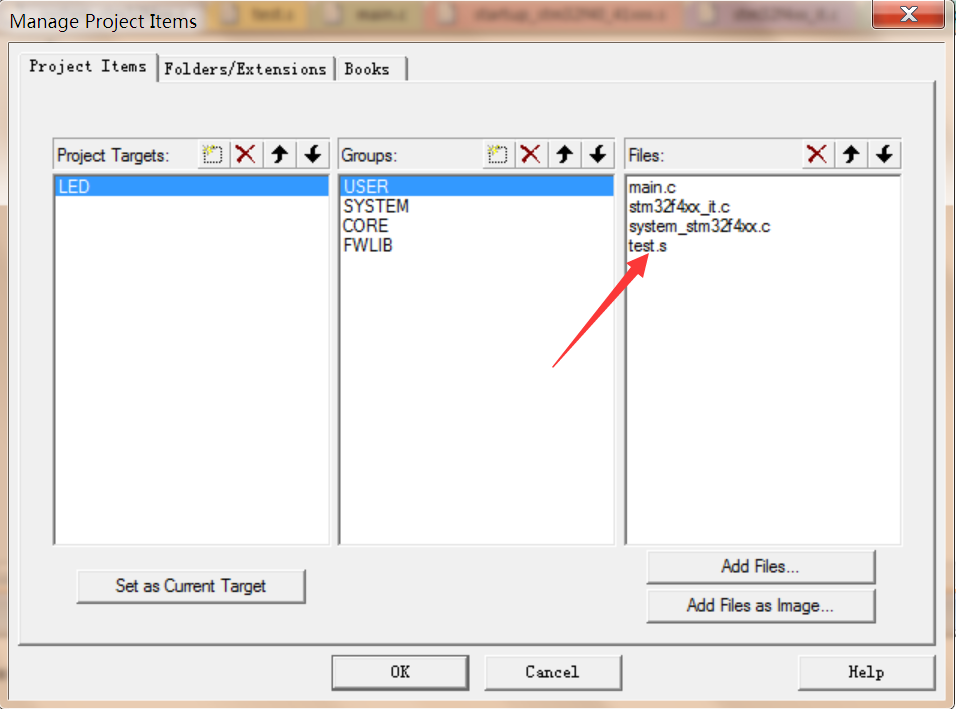 Manage Project Items
Project Items
Folders/Extensions
Books
Project Targets:
LED
Groups:
USER
SYSTEM
CORE
FWLIB
Files:
main.c
stm32f4xx_it.c
system_stm32f4xx.c
test.s
Set as Current Target
Add Files...
Add Files as Image...
OK
Cancel
Help